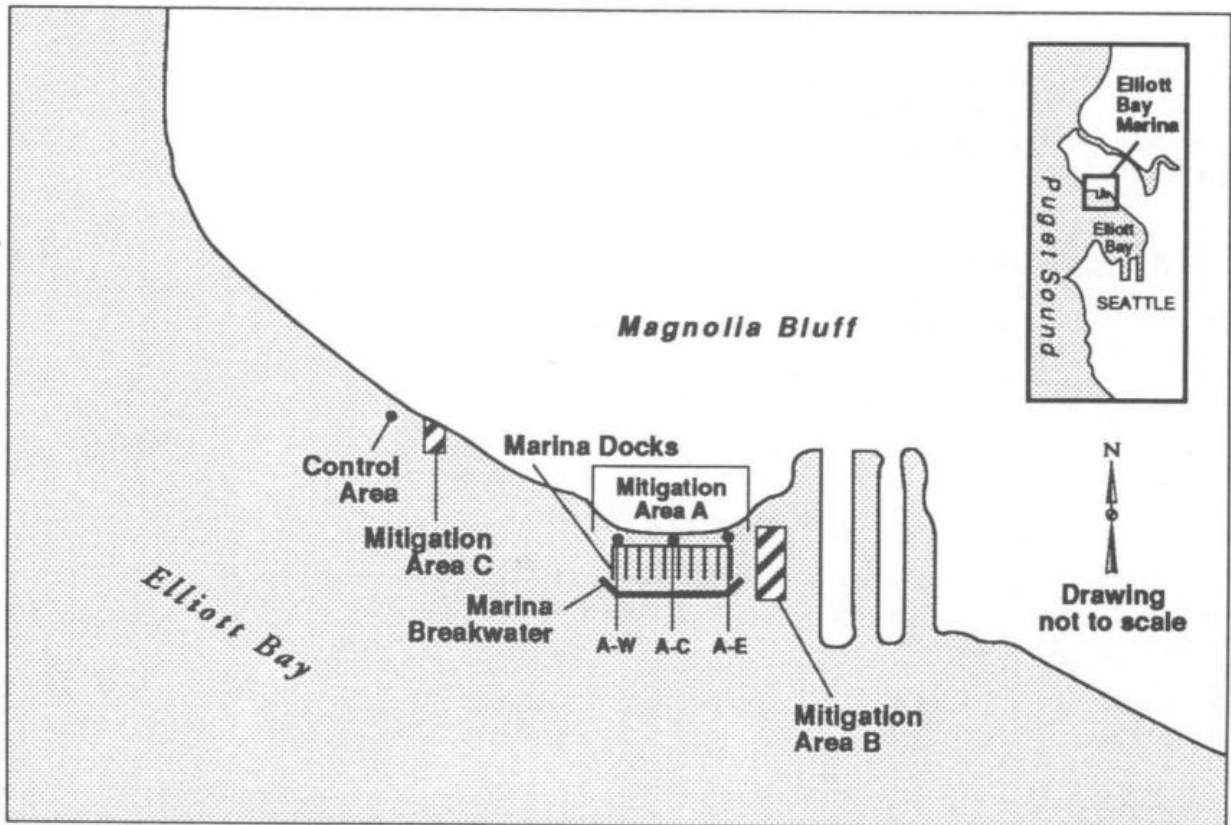 Elliott
Bay
Marina
Puget Sound
Elliott
Bay
SEATTLE
Magnolia Bluff
Marina Docks
Control
Area
Mitigation
Area A
N
Mitigation
Area C
Elliott Bay
Marina
Breakwater
A-W A-C A-E
Drawing
not to scale
Mitigation
Area B